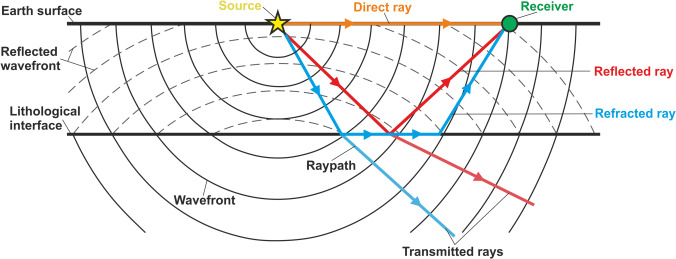 Source
Direct ray
Receiver
Earth surface
Reflected
wavefront
Reflected ray
Lithological
interface
Refracted ray
Raypath
Wavefront
Transmitted rays